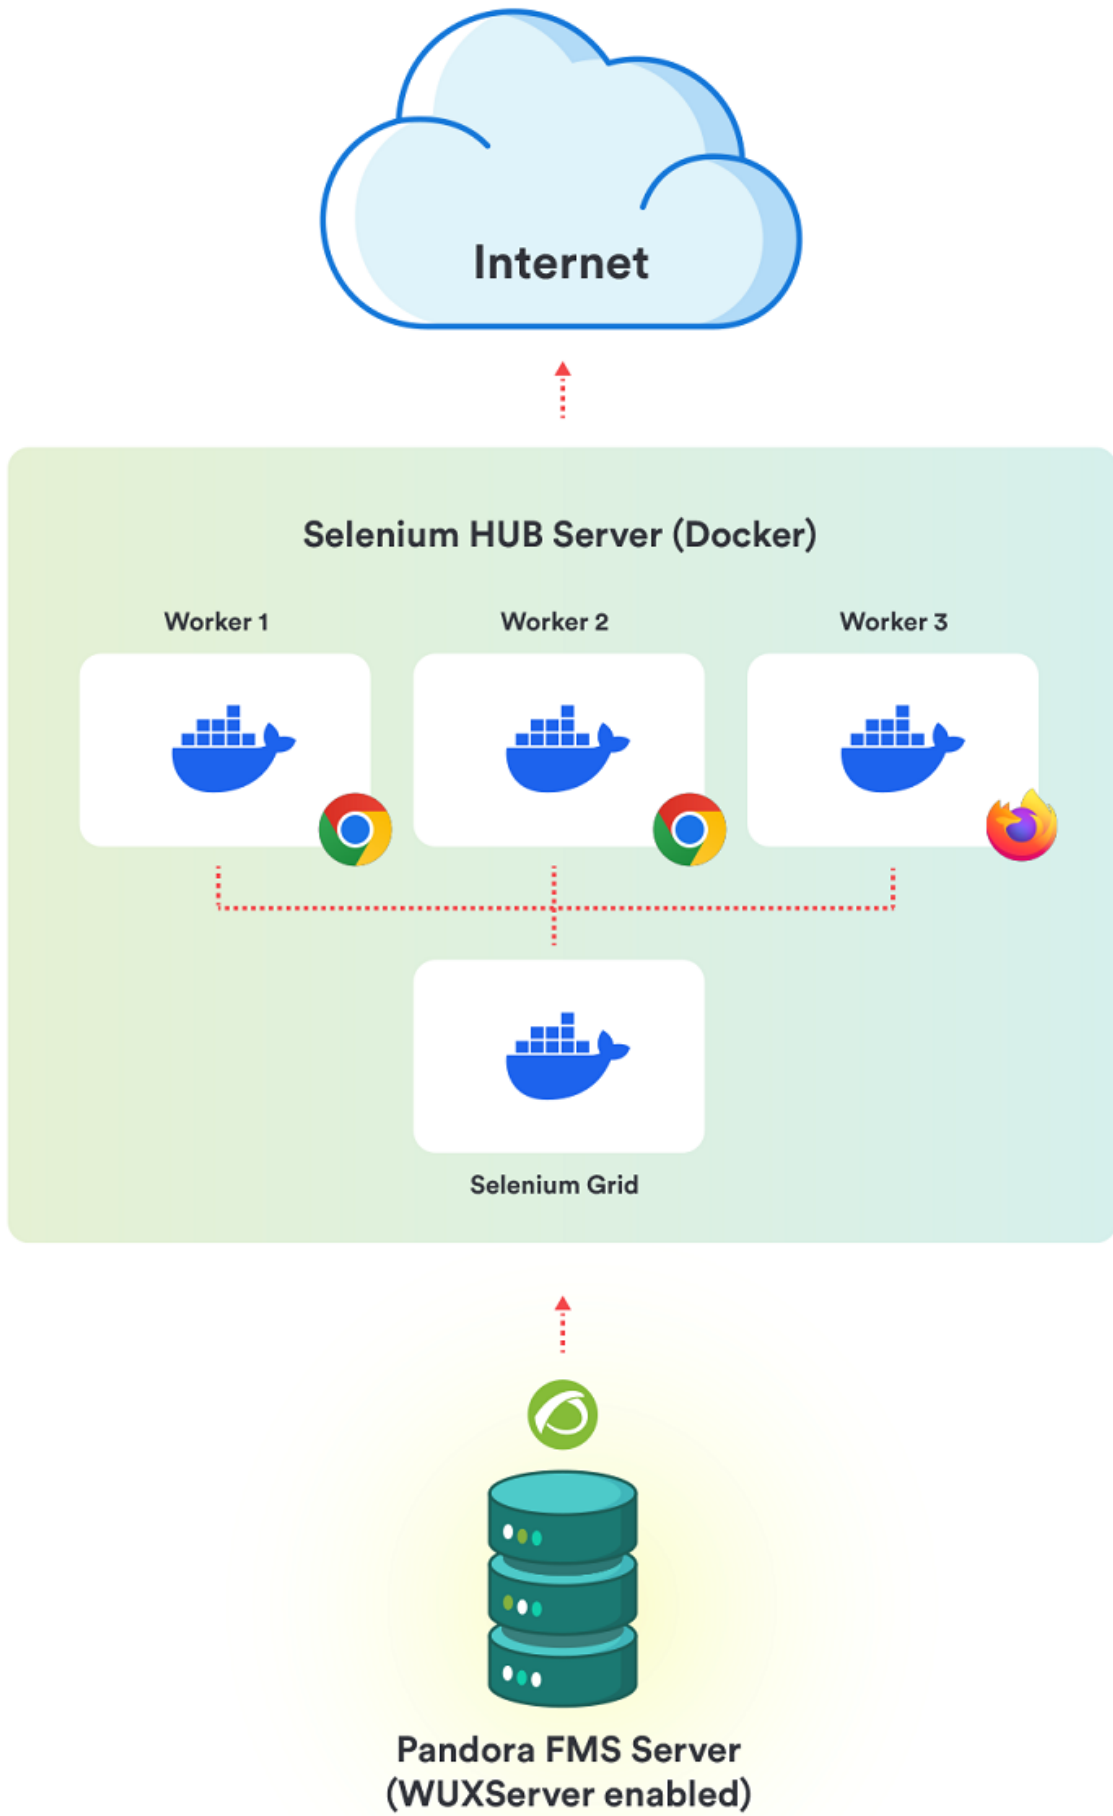 Internet
Selenium HUB Server (Docker)
Worker 1
Worker 2
Worker 3
Selenium Grid
Pandora FMS Server
(WUXServer enabled)